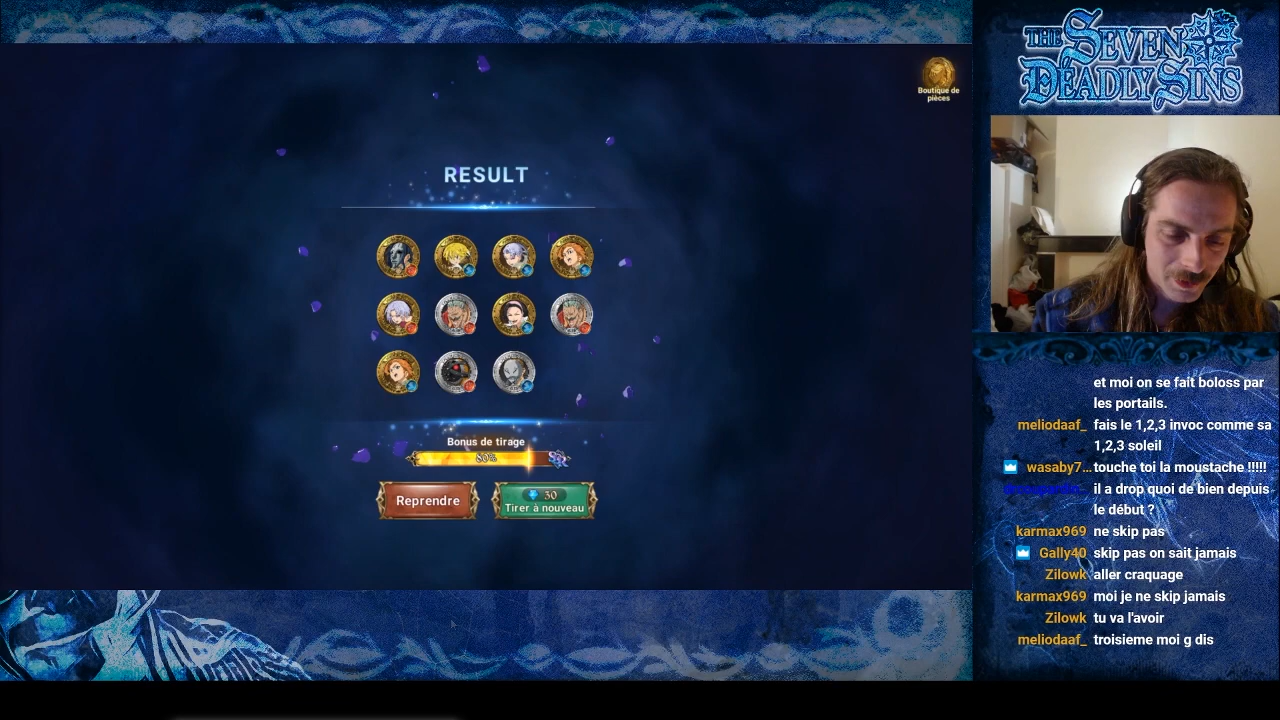 THE SEVEN
DEADLY SINS
Boutique de
pièces
RESULT
Bonus de tirage
80%
Reprendre
30
Tirer à nouveau
et moi on se fait boloss par
les portails.
meliodaaf_ fais le 1,2,3 invoc comme sa
1,2,3 soleil
wasaby7... touche toi la moustache !!!!!
il a drop quoi de bien depuis
le début ?
karmax969 ne skip pas
Gally40 skip pas on sait jamais
Zilowk aller craquage
karmax969 moi je ne skip jamais
Zilowk tu va l'avoir
meliodaaf_ troisieme moi g dis